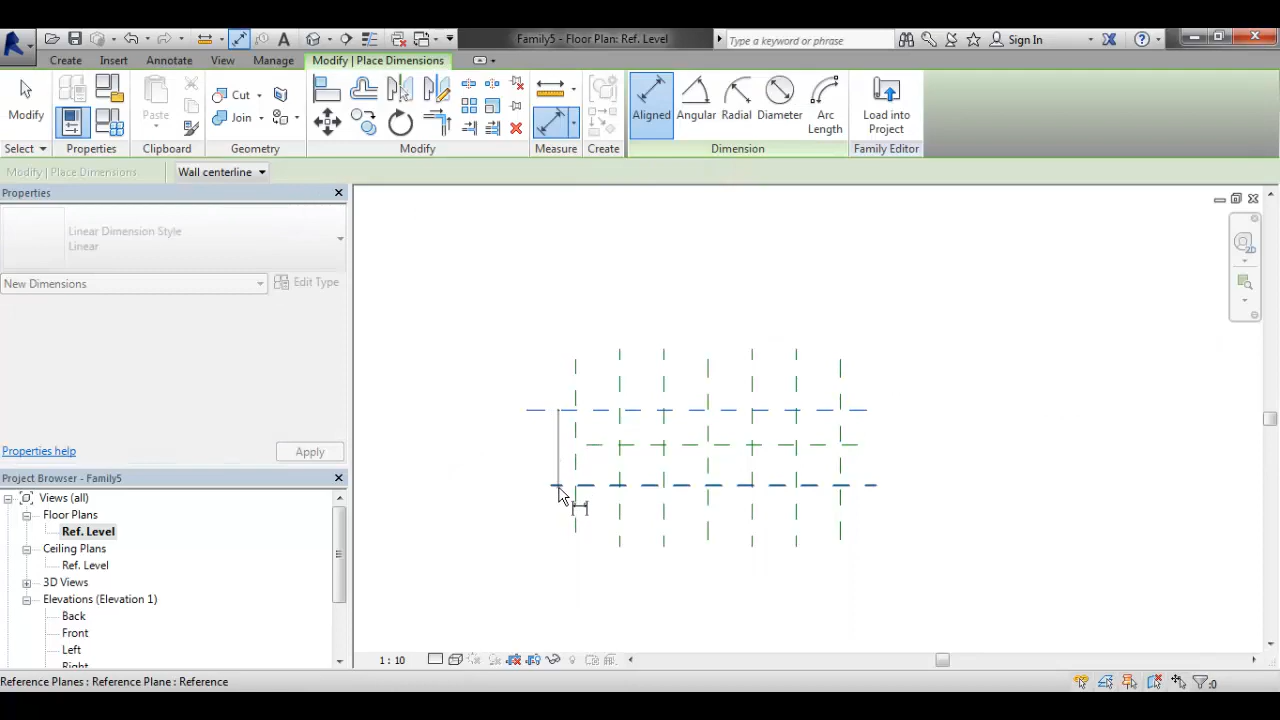 Family5 - Floor Plan: Ref. Level
Type a keyword or phrase
Sign In
Create Insert Annotate View Manage Modify | Place Dimensions
Modify
Paste
Cut
Join
Aligned Angular Radial Diameter Arc Length
Load into Project
Select Properties Clipboard Geometry Modify Measure Create Dimension Family Editor
Modify | Place Dimensions Wall centerline
Properties
Linear Dimension Style
Linear
New Dimensions Edit Type
Properties help Apply
Project Browser - Family5
Views (all)
Floor Plans
Ref. Level
Ceiling Plans
Ref. Level
3D Views
Elevations (Elevation 1)
Back
Front
Left
Right
1 : 10
Reference Planes : Reference Plane : Reference
:0
2D